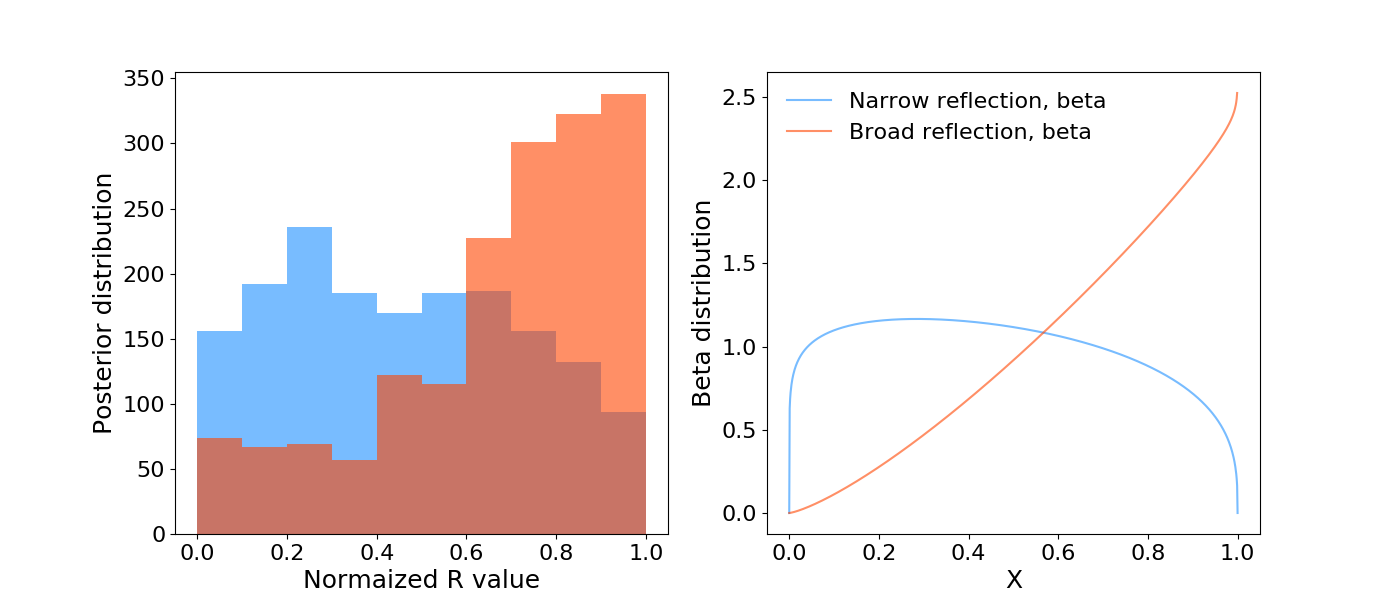 Posterior distribution
350
300
250
200
150
100
50
0
0.0 0.2 0.4 0.6 0.8 1.0
Normaized R value
Beta distribution
2.5
2.0
1.5
1.0
0.5
0.0
Narrow reflection, beta
Broad reflection, beta
0.0 0.2 0.4 0.6 0.8 1.0
X